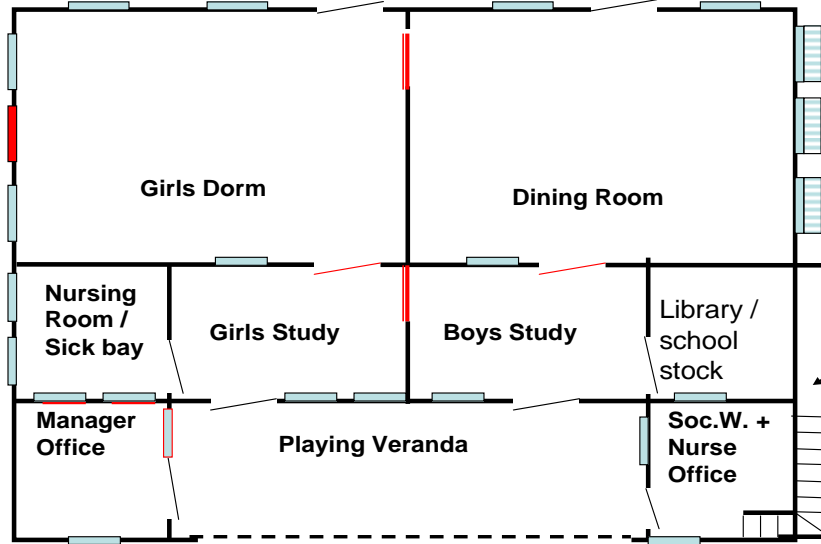 Girls Dorm
Dining Room
Nursing
Room /
Sick bay
Girls Study
Boys Study
Library /
school
stock
Manager
Office
Playing Veranda
Soc.W. +
Nurse
Office